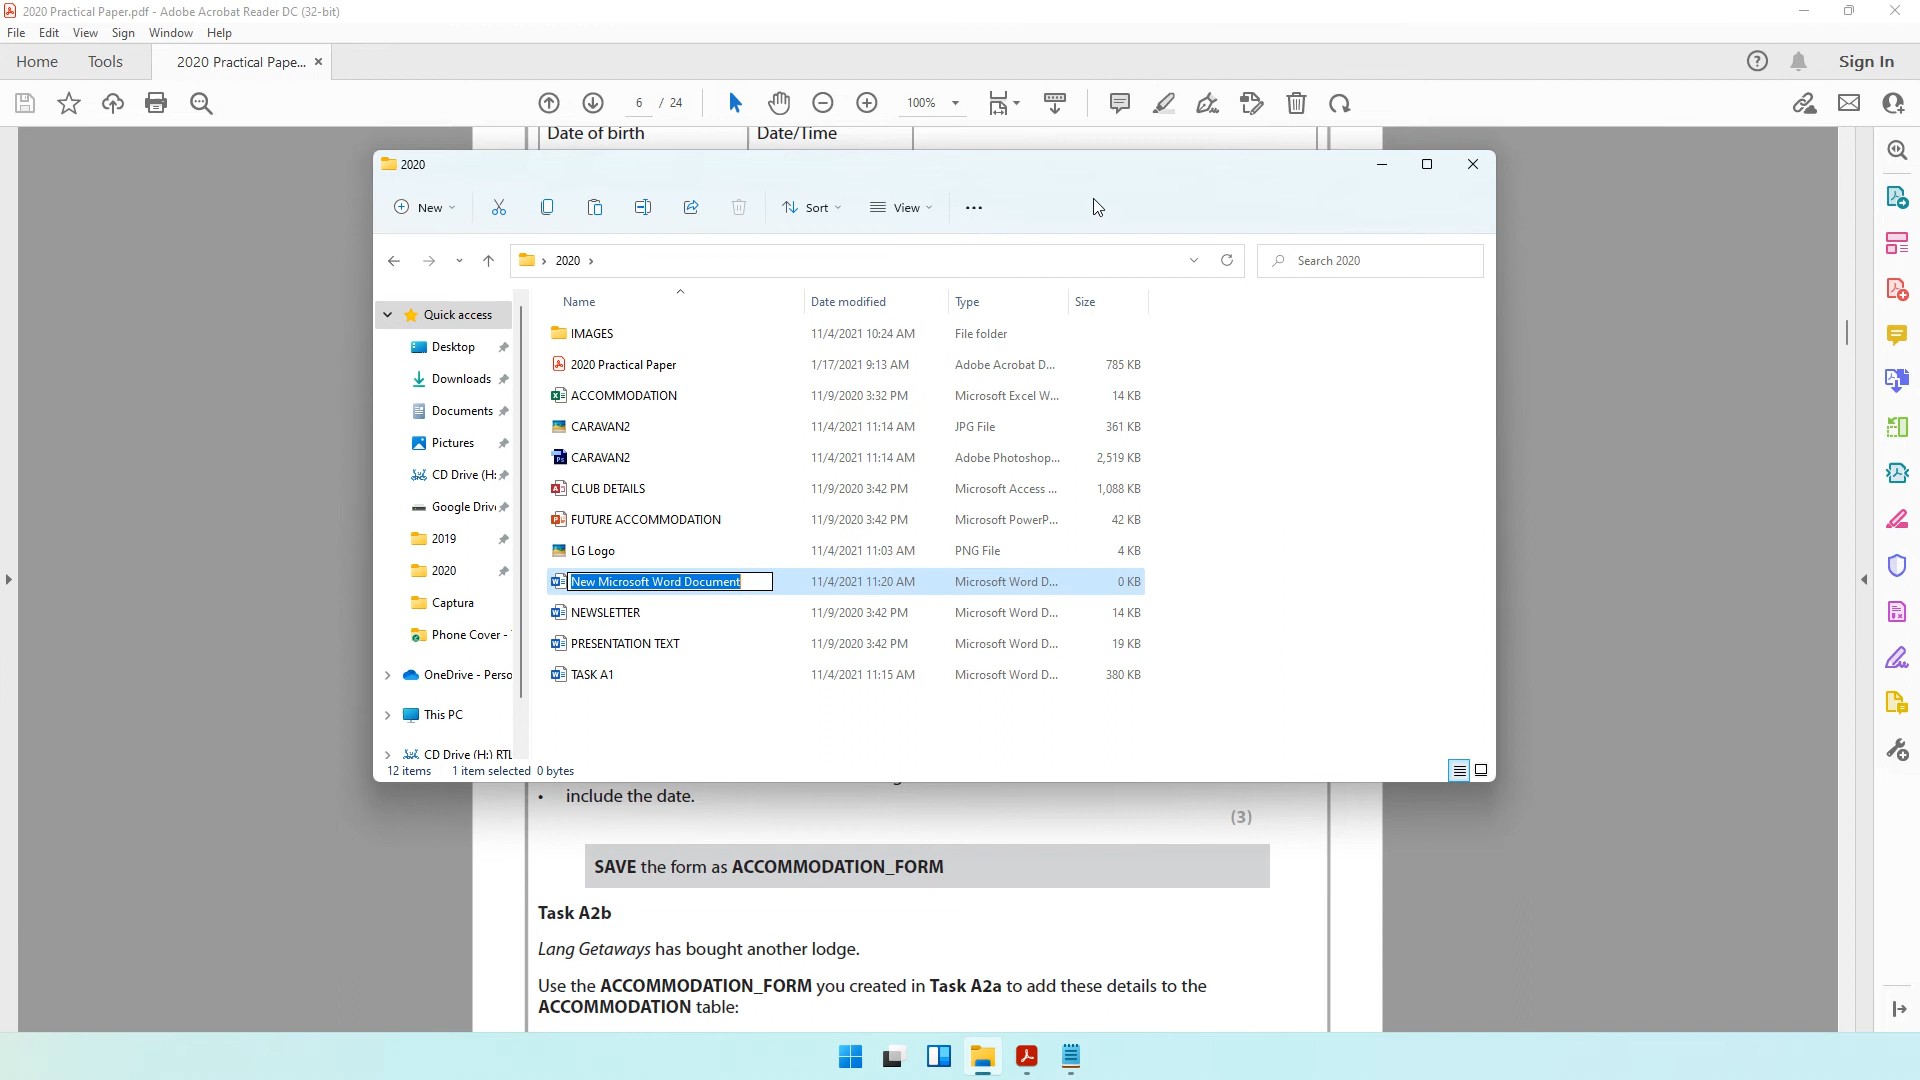 2020 Practical Paper.pdf - Adobe Acrobat Reader DC (32-bit)
File Edit View Sign Window Help
Home Tools 2020 Practical Pape... × Sign In
6 / 24 100%
Date of birth Date/Time
2020
New Sort View
2020 Search 2020
Name Date modified Type Size
Quick access
Desktop
Downloads
Documents
Pictures
CD Drive (H:
Google Driv
2019
2020
Captura
Phone Cover -
OneDrive - Perso
This PC
CD Drive (H:) RTL
IMAGES 11/4/2021 10:24 AM File folder
2020 Practical Paper 1/17/2021 9:13 AM Adobe Acrobat D... 785 KB
ACCOMMODATION 11/9/2020 3:32 PM Microsoft Excel W... 14 KB
CARAVAN2 11/4/2021 11:14 AM JPG File 361 KB
CARAVAN2 11/4/2021 11:14 AM Adobe Photoshop... 2,519 KB
CLUB DETAILS 11/9/2020 3:42 PM Microsoft Access ... 1,088 KB
FUTURE ACCOMMODATION 11/9/2020 3:42 PM Microsoft PowerP... 42 KB
LG Logo 11/4/2021 11:03 AM PNG File 4 KB
New Microsoft Word Document 11/4/2021 11:20 AM Microsoft Word D... 0 KB
NEWSLETTER 11/9/2020 3:42 PM Microsoft Word D... 14 KB
PRESENTATION TEXT 11/9/2020 3:42 PM Microsoft Word D... 19 KB
TASK A1 11/4/2021 11:15 AM Microsoft Word D... 380 KB
12 items 1 item selected 0 bytes
• include the date.
(3)
SAVE the form as ACCOMMODATION_FORM
Task A2b
Lang Getaways has bought another lodge.
Use the ACCOMMODATION_FORM you created in Task A2a to add these details to the
ACCOMMODATION table: